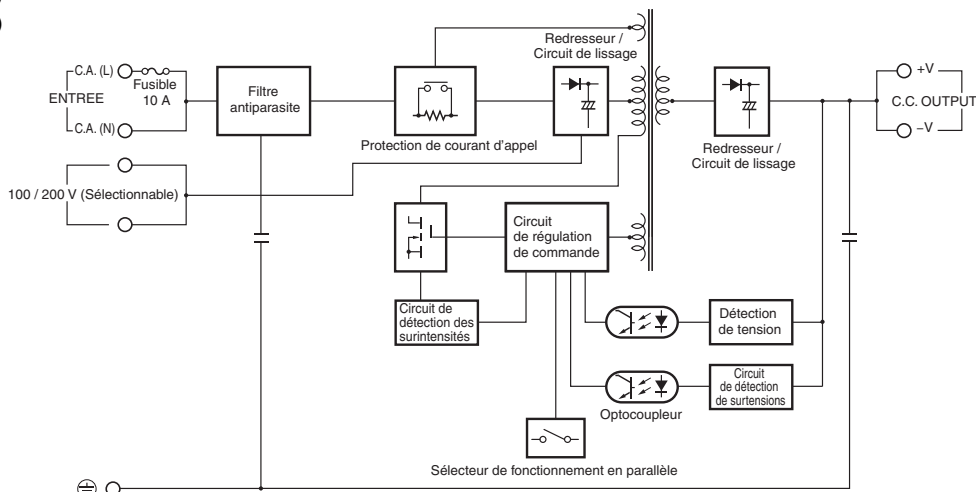 Redresseur /
Circuit de lissage
C.A. (L)
Fusible
10 A
ENTREE
C.A. (N)
Filtre
antiparasite
+V
C.C. OUTPUT
–V
Protection de courant d'appel
Redresseur /
Circuit de lissage
100 / 200 V (Sélectionnable)
Circuit
de régulation
de commande
Circuit de
détection des
surintensités
Détection
de tension
Circuit
de détection
de surtensions
Optocoupleur
Sélecteur de fonctionnement en parallèle